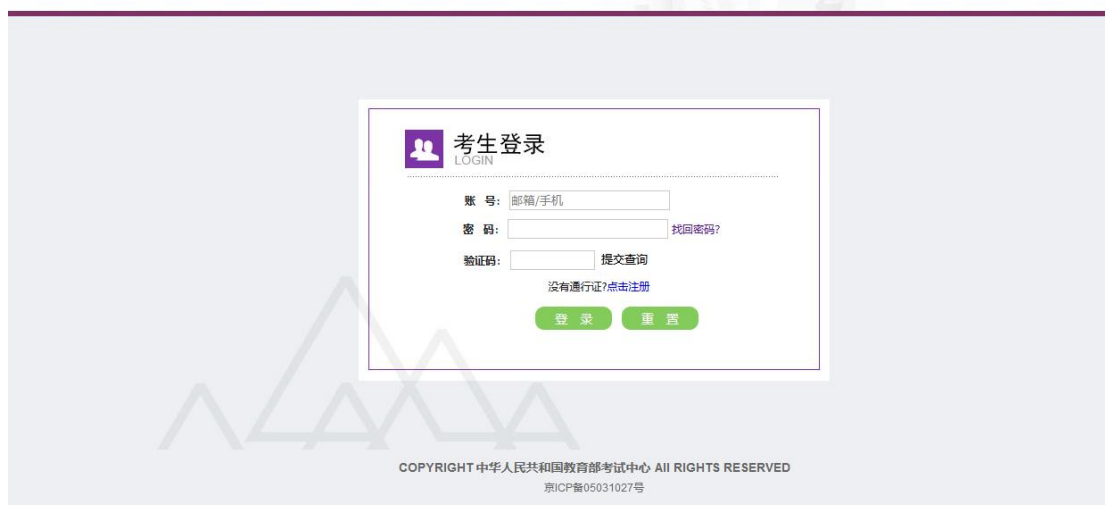 考生登录
LOGIN
账 号: 邮箱/手机
密 码: 找回密码?
验证码: 提交查询
没有通行证?点击注册
登 录 重 置
COPYRIGHT 中华人民共和国教育部考试中心 All RIGHTS RESERVED
京ICP备05031027号